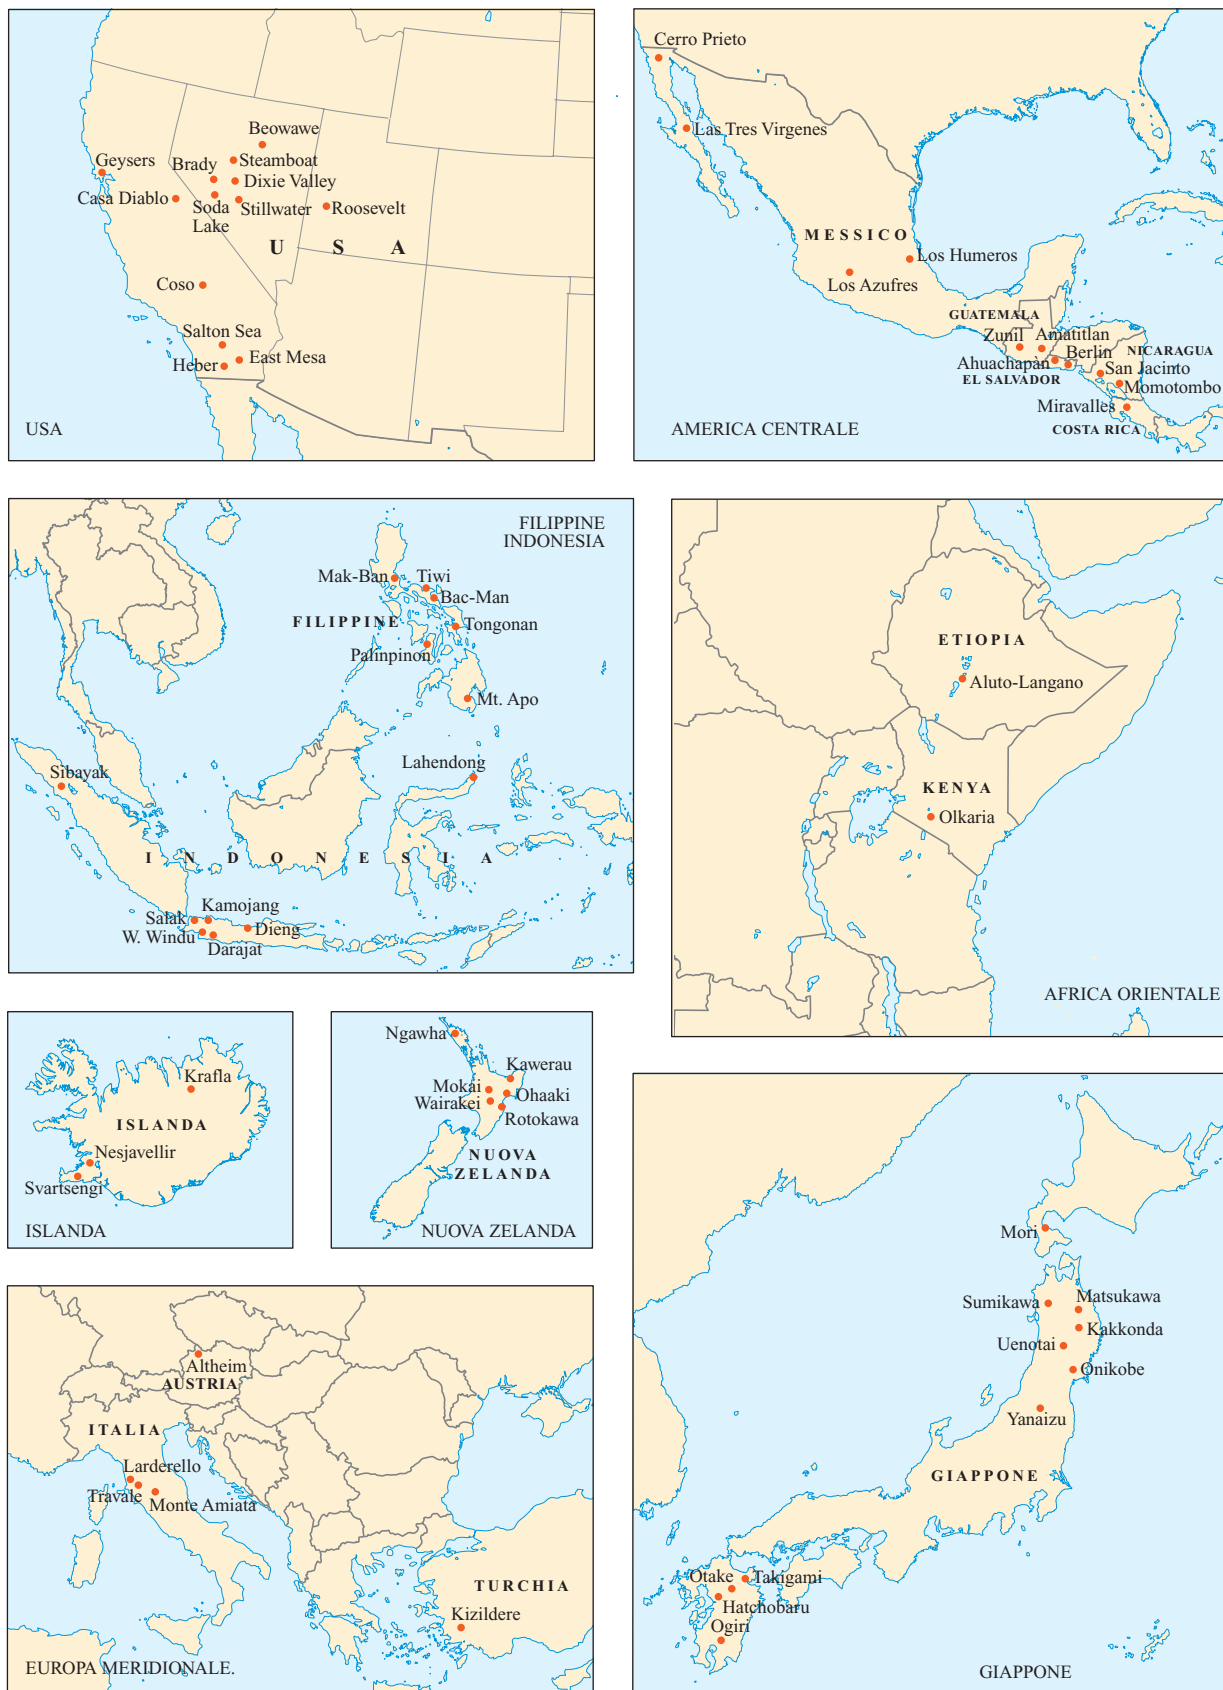 Beowawe
Steamboat
Geysers
Brady
Dixie Valley
Casa Diablo
Soda
Lake
Stillwater
Roosevelt
U S A
Coso
Salton Sea
East Mesa
Heber
USA
Cerro Prieto
Las Tres Virgenes
MESSICO
Los Humeros
Los Azufres
GUATEMALA
Zunil
Amatitlan
Ahuachapàn
Berlin
NICARAGUA
EL SALVADOR
San Jacinto
Momotombo
Miravalles
COSTA RICA
AMERICA CENTRALE
FILIPPINE
INDONESIA
Mak-Ban
Tiwi
Bac-Man
FILIPPINE
Tongonan
Palinpinon
Mt. Apo
Lahendong
Sibayak
INDONESIA
Salak
Kamojang
W. Windu
Dieng
Darajat
ETIOPIA
Aluto-Langano
KENYA
Olkaria
AFRICA ORIENTALE
Krafla
ISLANDA
Nesjavellir
Svartsengi
ISLANDA
Ngawha
Kawerau
Mokai
Ohaaki
Wairakei
Rotokawa
NUOVA
ZELANDA
NUOVA ZELANDA
Altheim
AUSTRIA
ITALIA
Larderello
Travale
Monte Amiata
TURCHIA
Kizildere
EUROPA MERIDIONALE.
Mori
Sumikawa
Matsukawa
Kakkonda
Uenotai
Onikobe
Yanaizu
GIAPPONE
Otake
Takigami
Hatchobaru
Ogiri
GIAPPONE